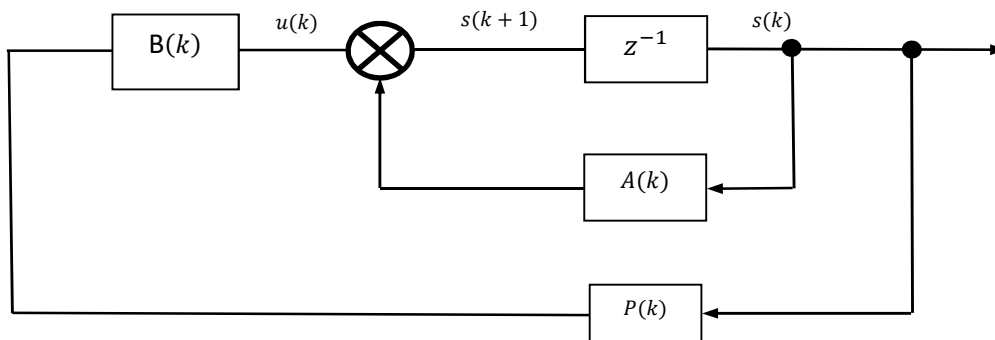 u(k)
s(k + 1)
s(k)
B(k)
z⁻¹
A(k)
P(k)